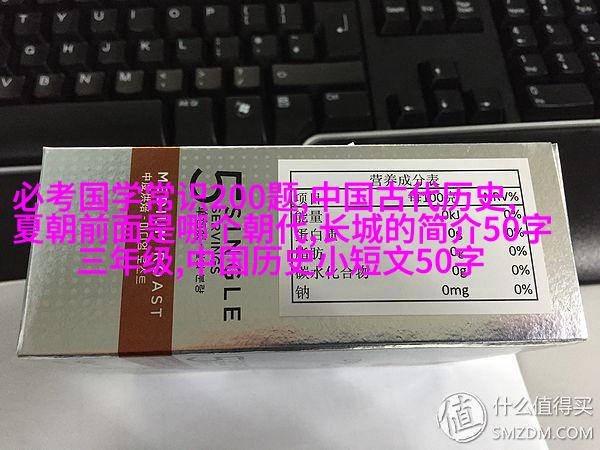 必考国学常识200题,中国古代历史,
夏朝前面是哪个朝代,长城的简介50字
三年级,中国历史小短文50字
营养成分表
项目 每100克 NRV%
能量 0kJ 0%
蛋白质 0g 0%
脂肪 0g 0%
碳水化合物 0g 0%
钠 0mg 0%
SINGLE
SERVINGS
值 什么值得买
SMZDM.COM